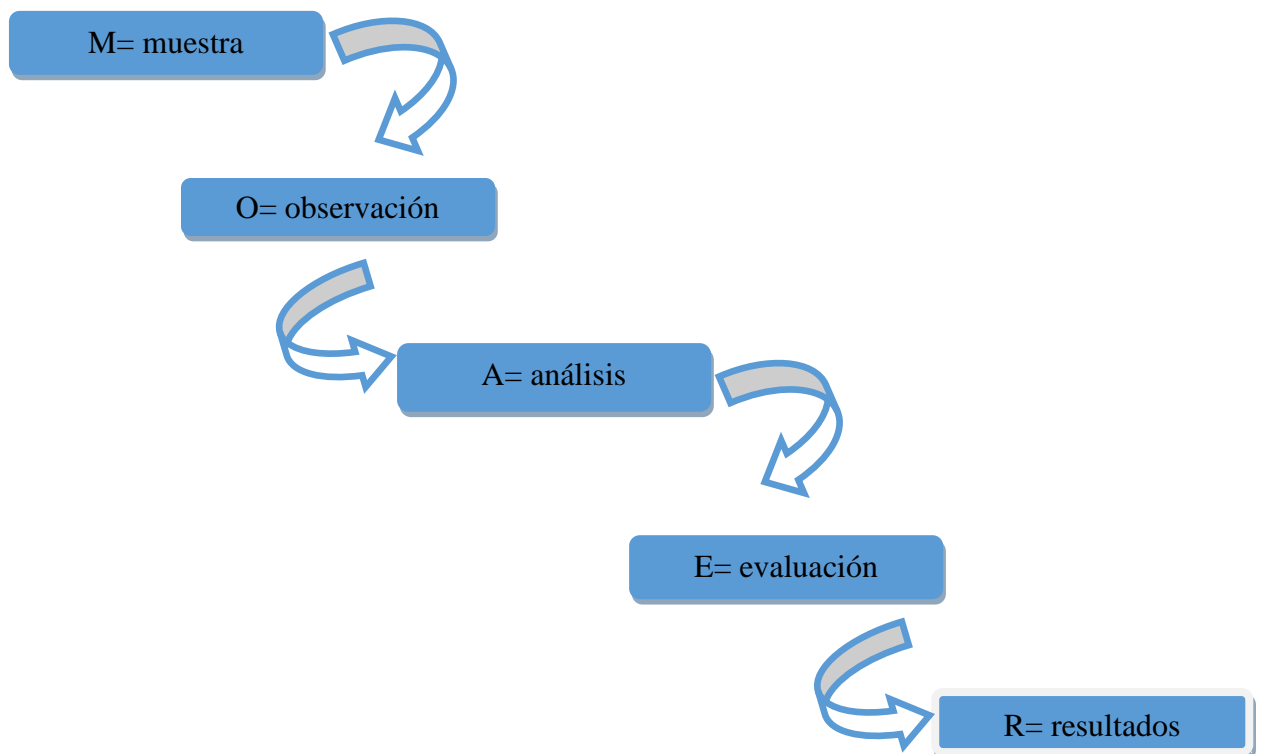 M= muestra
O= observación
A= análisis
E= evaluación
R= resultados